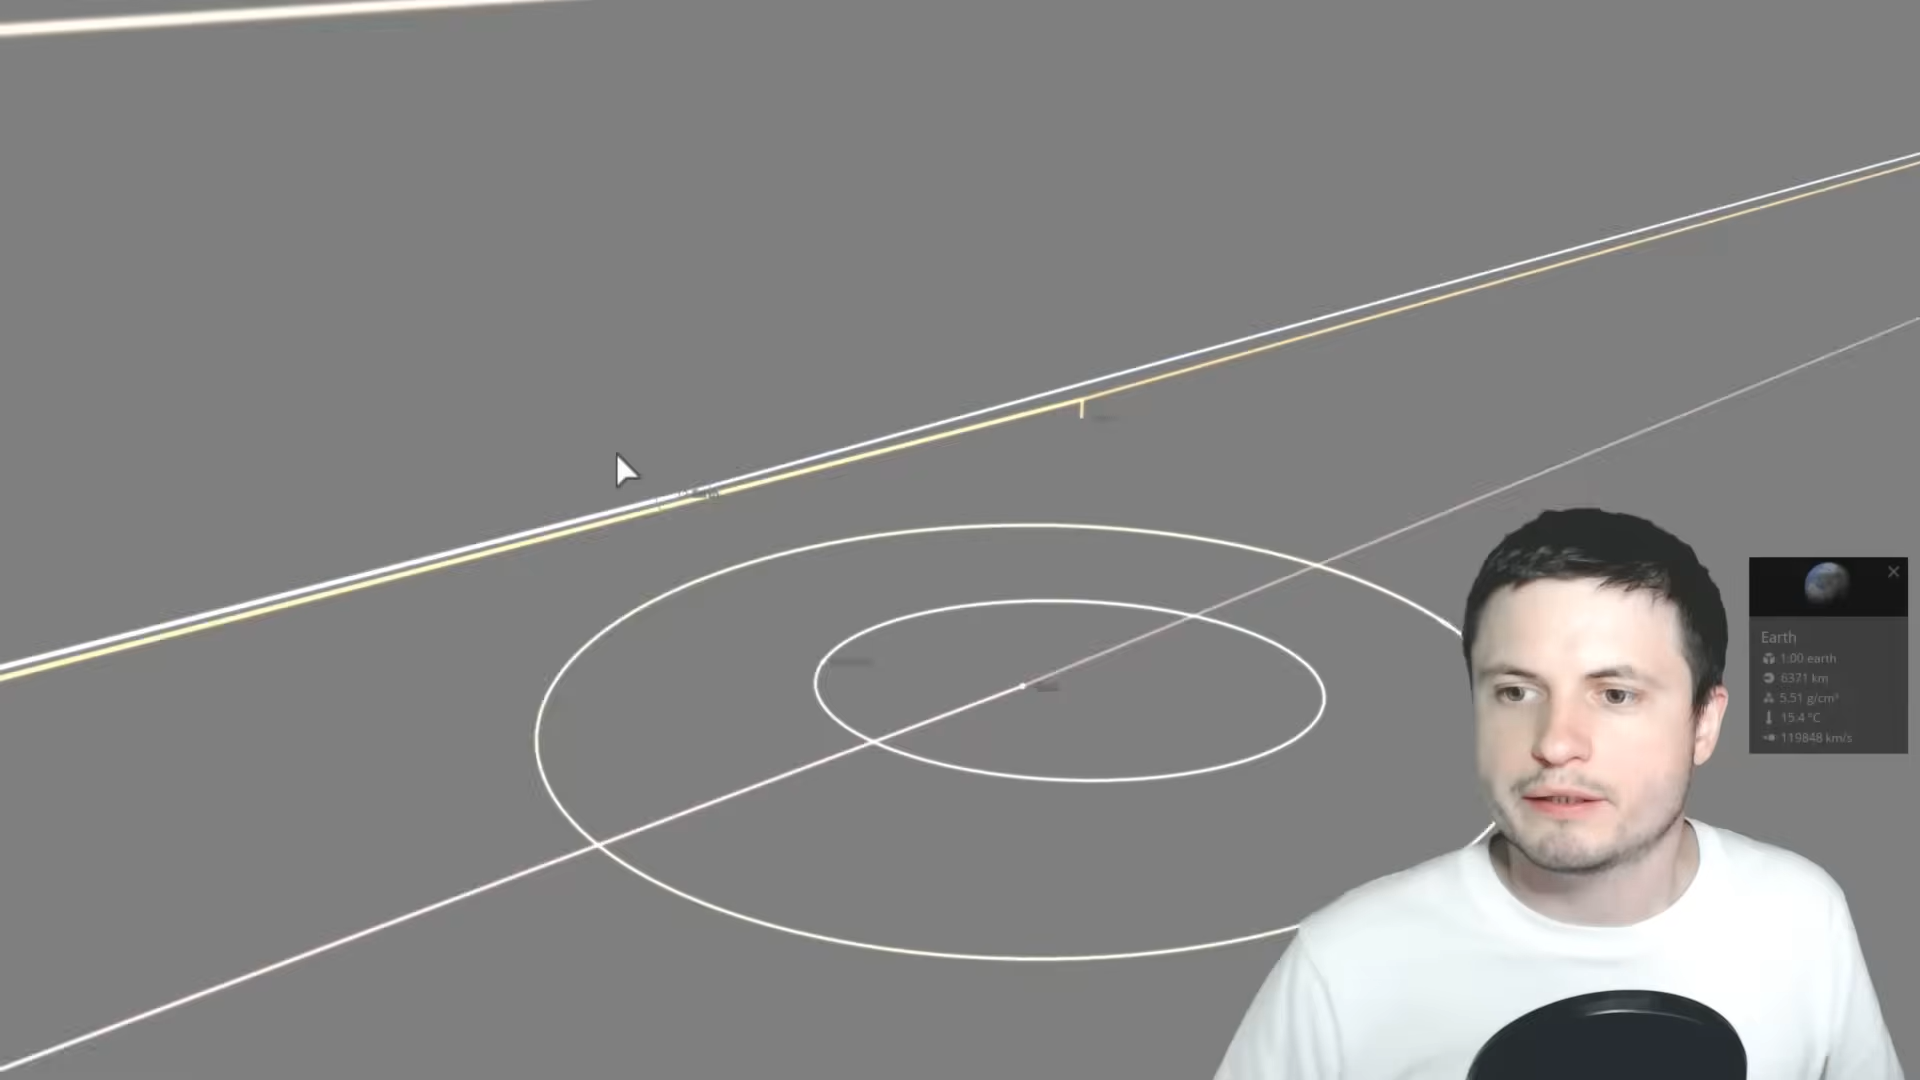 Earth
1:00 earth
6371 km
5.51 g/cm³
15.4 °C
119848 km/s